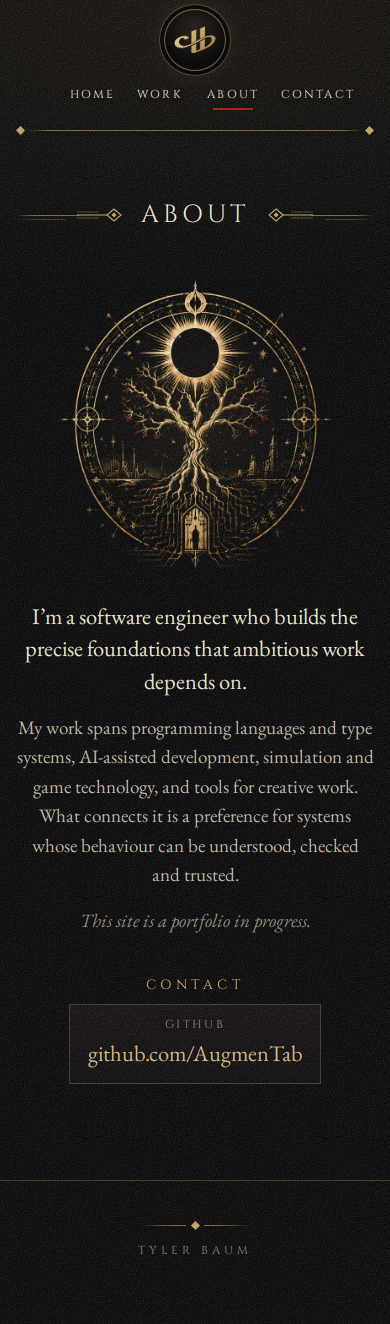 HOME WORK ABOUT CONTACT
ABOUT
I’m a software engineer who builds the
precise foundations that ambitious work
depends on.
My work spans programming languages and type
systems, AI-assisted development, simulation and
game technology, and tools for creative work.
What connects it is a preference for systems
whose behaviour can be understood, checked
and trusted.
This site is a portfolio in progress.
CONTACT
GITHUB
github.com/AugmenTab
TYLER BAUM